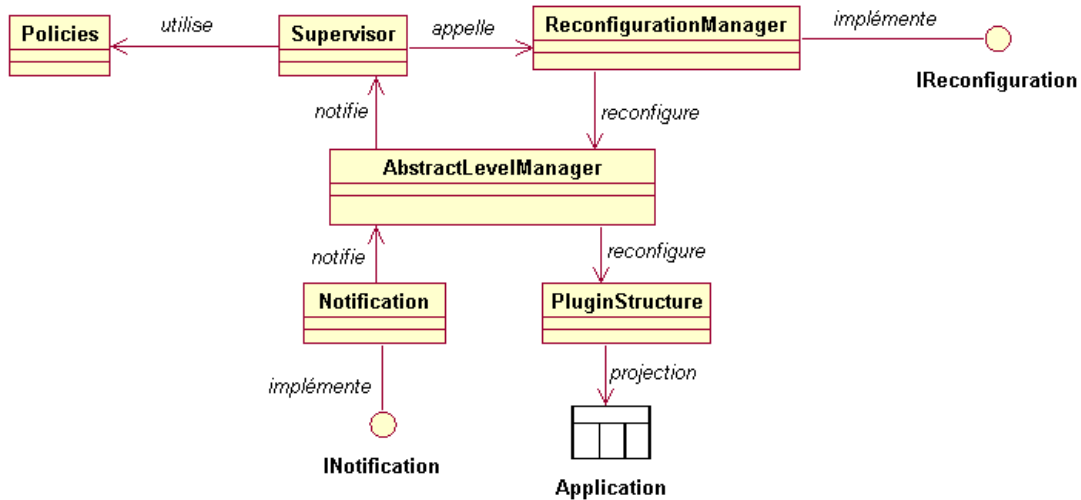 Policies
utilise
Supervisor
appelle
ReconfigurationManager
implémente
IReconfiguration
notifie
reconfigure
AbstractLevelManager
notifie
reconfigure
Notification
PluginStructure
implémente
projection
INotification
Application